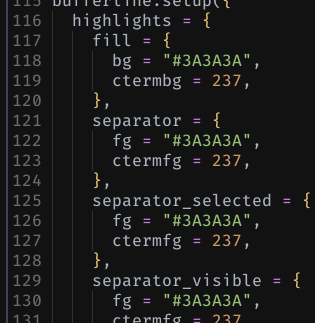 115 bufferline.setup({
116 highlights = {
117 fill = {
118 bg = "#3A3A3A",
119 ctermbg = 237,
120 },
121 separator = {
122 fg = "#3A3A3A",
123 ctermfg = 237,
124 },
125 separator_selected = {
126 fg = "#3A3A3A",
127 ctermfg = 237,
128 },
129 separator_visible = {
130 fg = "#3A3A3A",
131 ctermfg = 237,